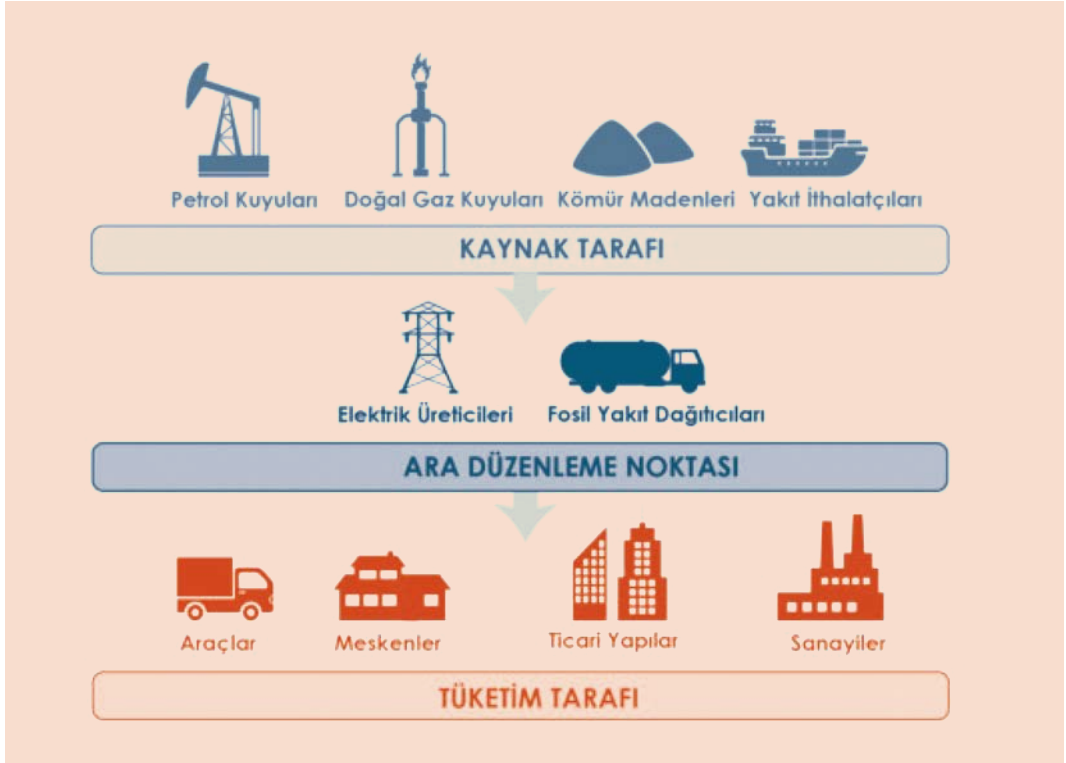 Petrol Kuyuları Doğal Gaz Kuyuları Kömür Madenleri Yakıt İthalatçıları
KAYNAK TARAFI
Elektrik Üreticileri Fosil Yakıt Dağıtıcıları
ARA DÜZENLEME NOKTASI
Araçlar Meskenler Ticari Yapılar Sanayiler
TÜKETİM TARAFI